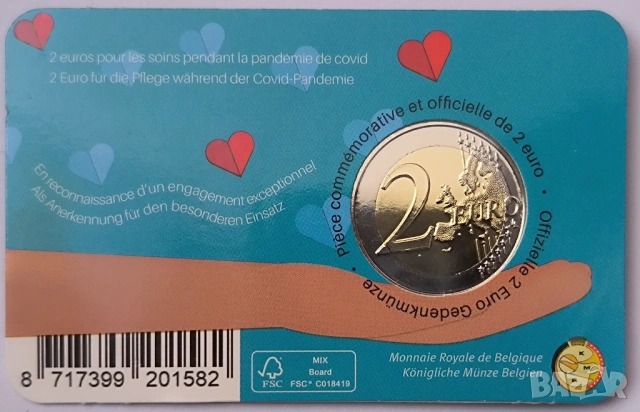 2 euros pour les soins pendant la pandémie de covid
2 Euro für die Pflege während der Covid-Pandemie
En reconnaissance d'un engagement exceptionnel
Als Anerkennung für den besonderen Einsatz
Pièce commémorative et officielle de 2 euro •
Offizielle 2 Euro Gedenkmünze •
2 EURO
8 717399 201582
FSC
MIX
Board
FSC® C018419
Monnaie Royale de Belgique
Königliche Münze Belgien
K
M
BAZAR